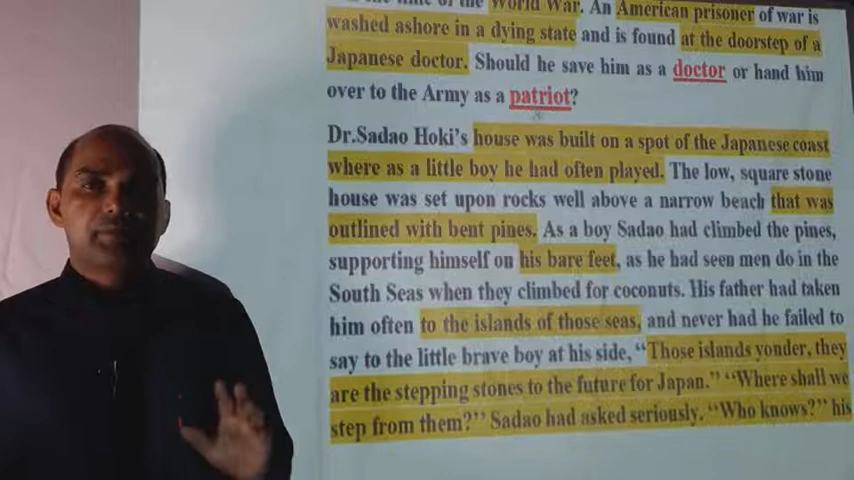 World War. An American prisoner of war is
washed ashore in a dying state and is found at the doorstep of
Japanese doctor. Should he save him as a doctor or hand him
over to the Army as a patriot?
Dr.Sadao Hoki's house was built on a spot of the Japanese coast
where as a little boy he had often played. The low, square stone
house was set upon rocks well above a narrow beach that was
outlined with bent pines. As a boy Sadao had climbed the pines,
supporting himself on his bare feet, as he had seen men do in the
South Seas when they climbed for coconuts. His father had taken
him often to the islands of those seas, and never had he failed to
say to the little brave boy at his side, “Those islands yonder, they
are the stepping stones to the future for Japan.” “Where shall we
step from them?” Sadao had asked seriously. “Who knows?” his